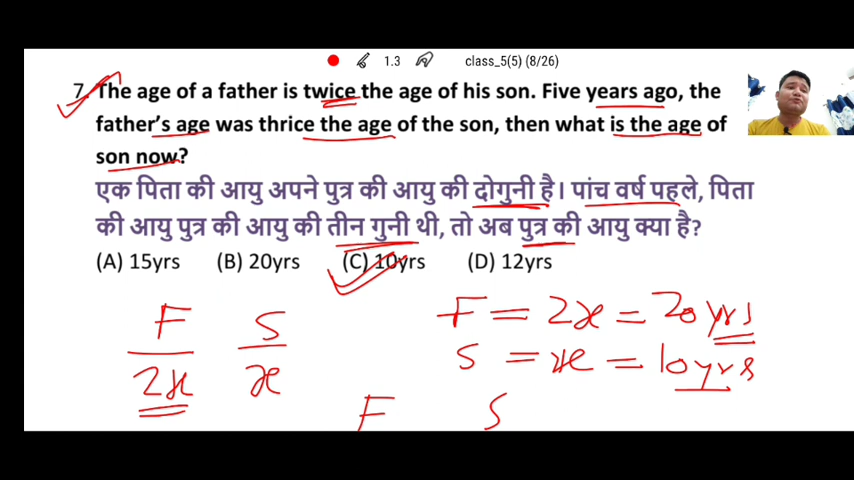 1.3 class_5(5) (8/26)
7. The age of a father is twice the age of his son. Five years ago, the
father's age was thrice the age of the son, then what is the age of
son now?
एक पिता की आयु अपने पुत्र की आयु की दोगुनी है। पांच वर्ष पहले, पिता
की आयु पुत्र की आयु की तीन गुनी थी, तो अब पुत्र की आयु क्या है?
(A) 15yrs (B) 20yrs (C) 10yrs (D) 12yrs
F S F = 2x = 20yrs
2x x S = x = 10yrs
F S